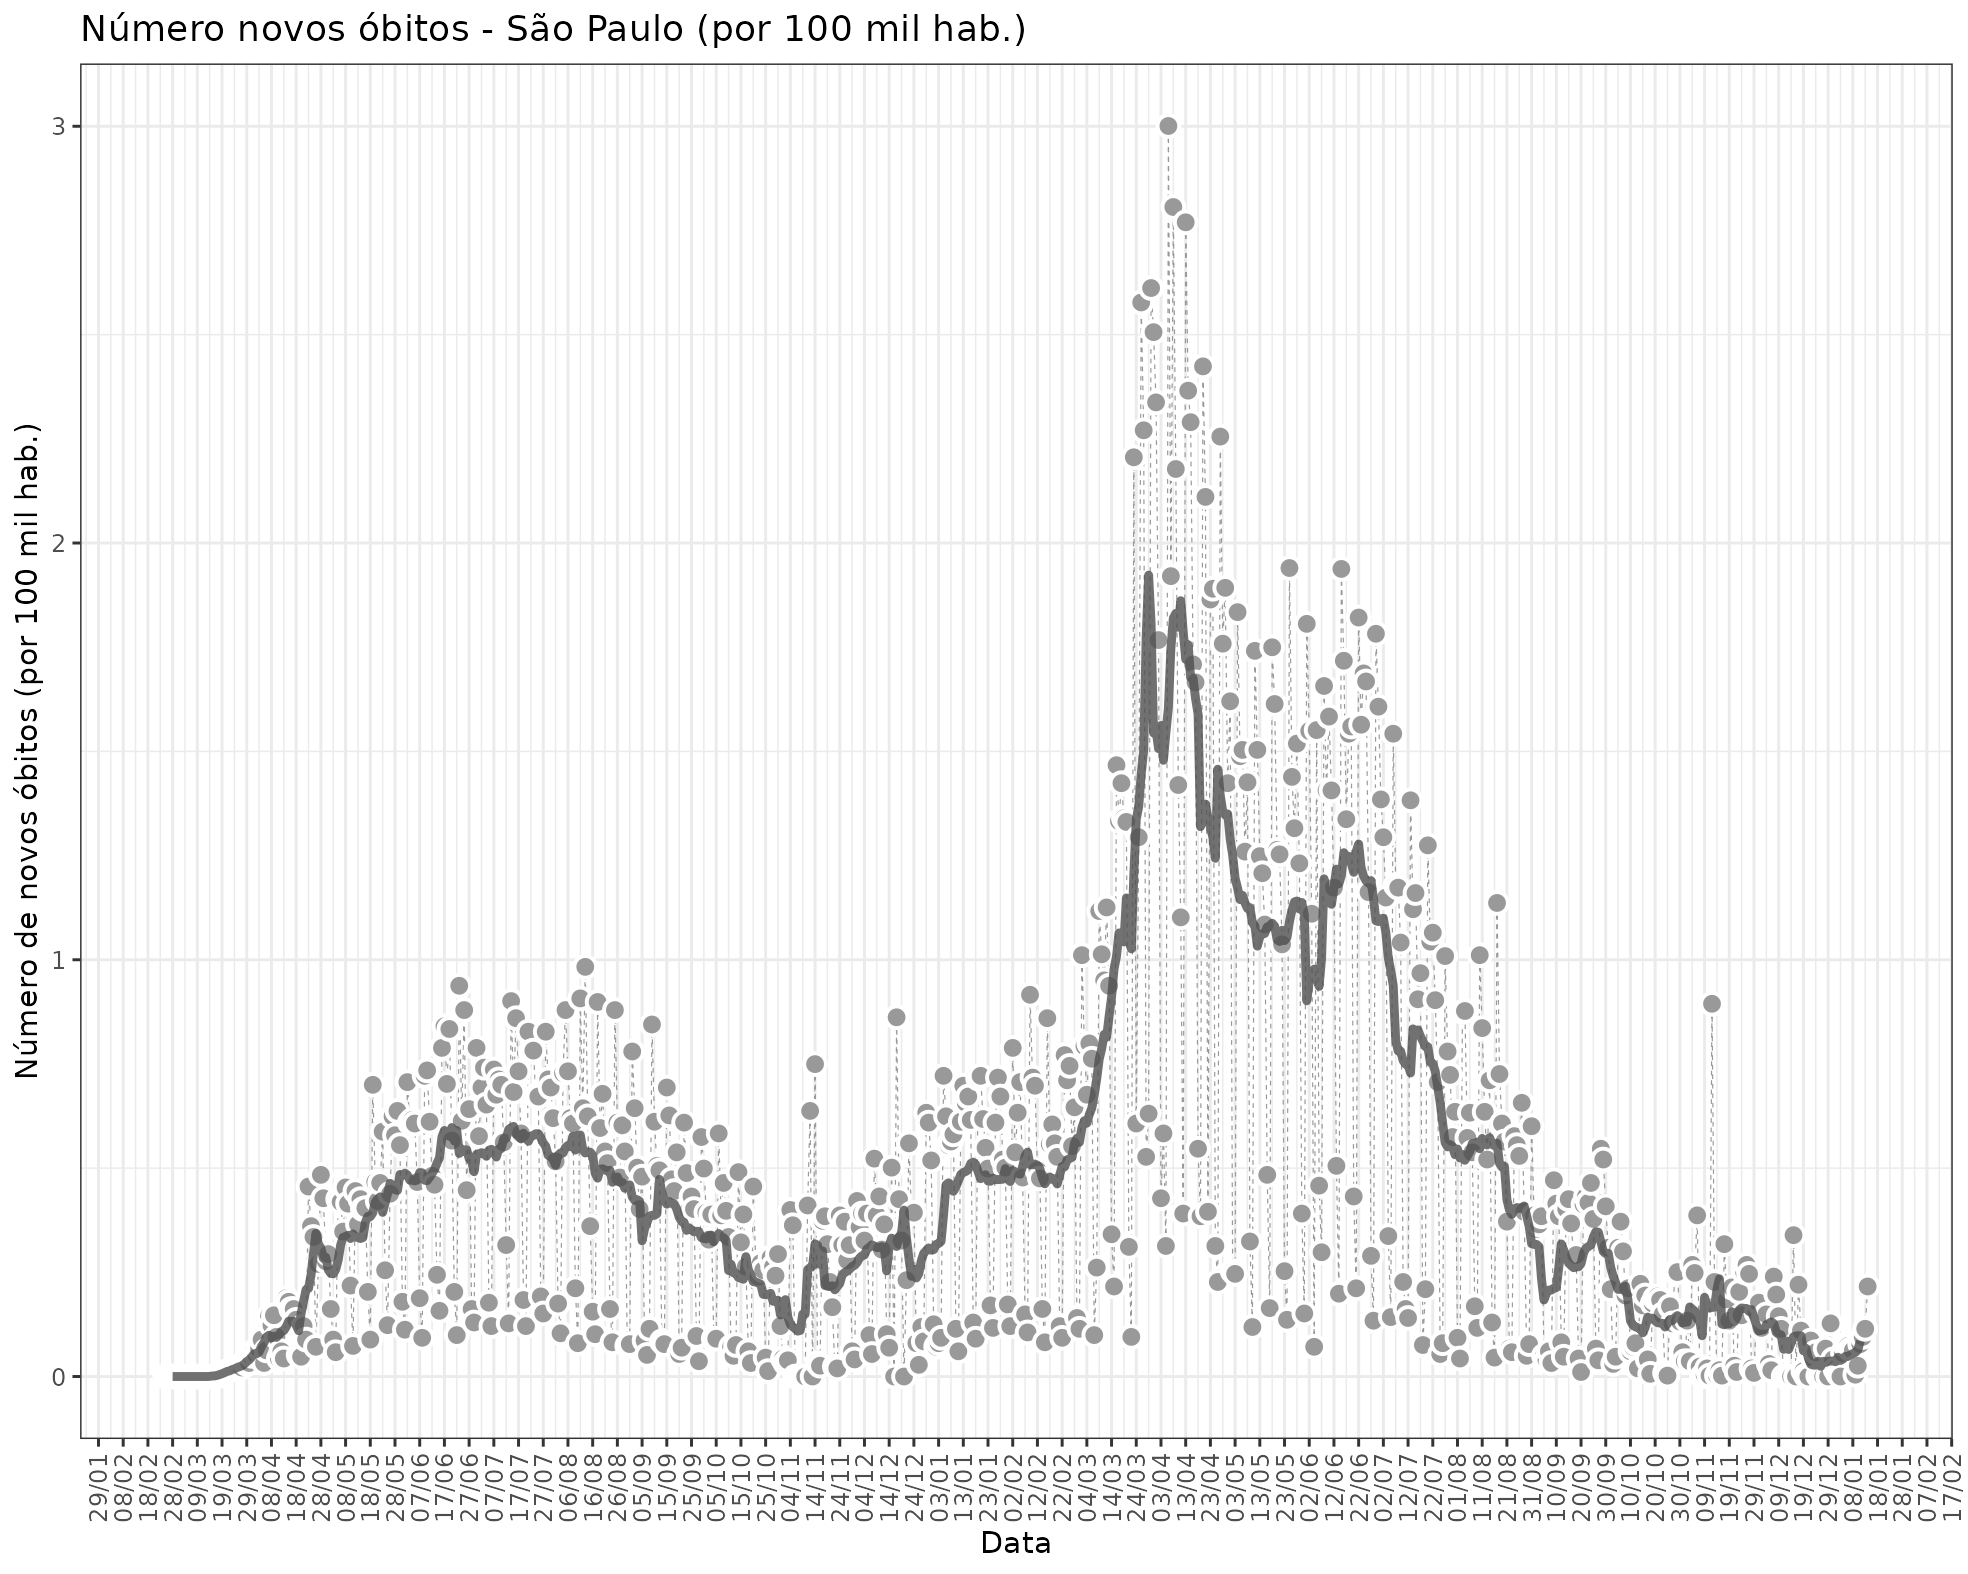 Número novos óbitos - São Paulo (por 100 mil hab.)
Número de novos óbitos (por 100 mil hab.)
3
2
1
0
29/01 08/02 18/02 28/02 09/03 19/03 29/03 08/04 18/04 28/04 08/05 18/05 28/05 07/06 17/06 27/06 07/07 17/07 27/07 06/08 16/08 26/08 05/09 15/09 25/09 05/10 15/10 25/10 04/11 14/11 24/11 04/12 14/12 24/12 03/01 13/01 23/01 02/02 12/02 22/02 04/03 14/03 24/03 03/04 13/04 23/04 03/05 13/05 23/05 02/06 12/06 22/06 02/07 12/07 22/07 01/08 11/08 21/08 31/08 10/09 20/09 30/09 10/10 20/10 30/10 09/11 19/11 29/11 09/12 19/12 29/12 08/01 18/01 28/01 07/02 17/02
Data